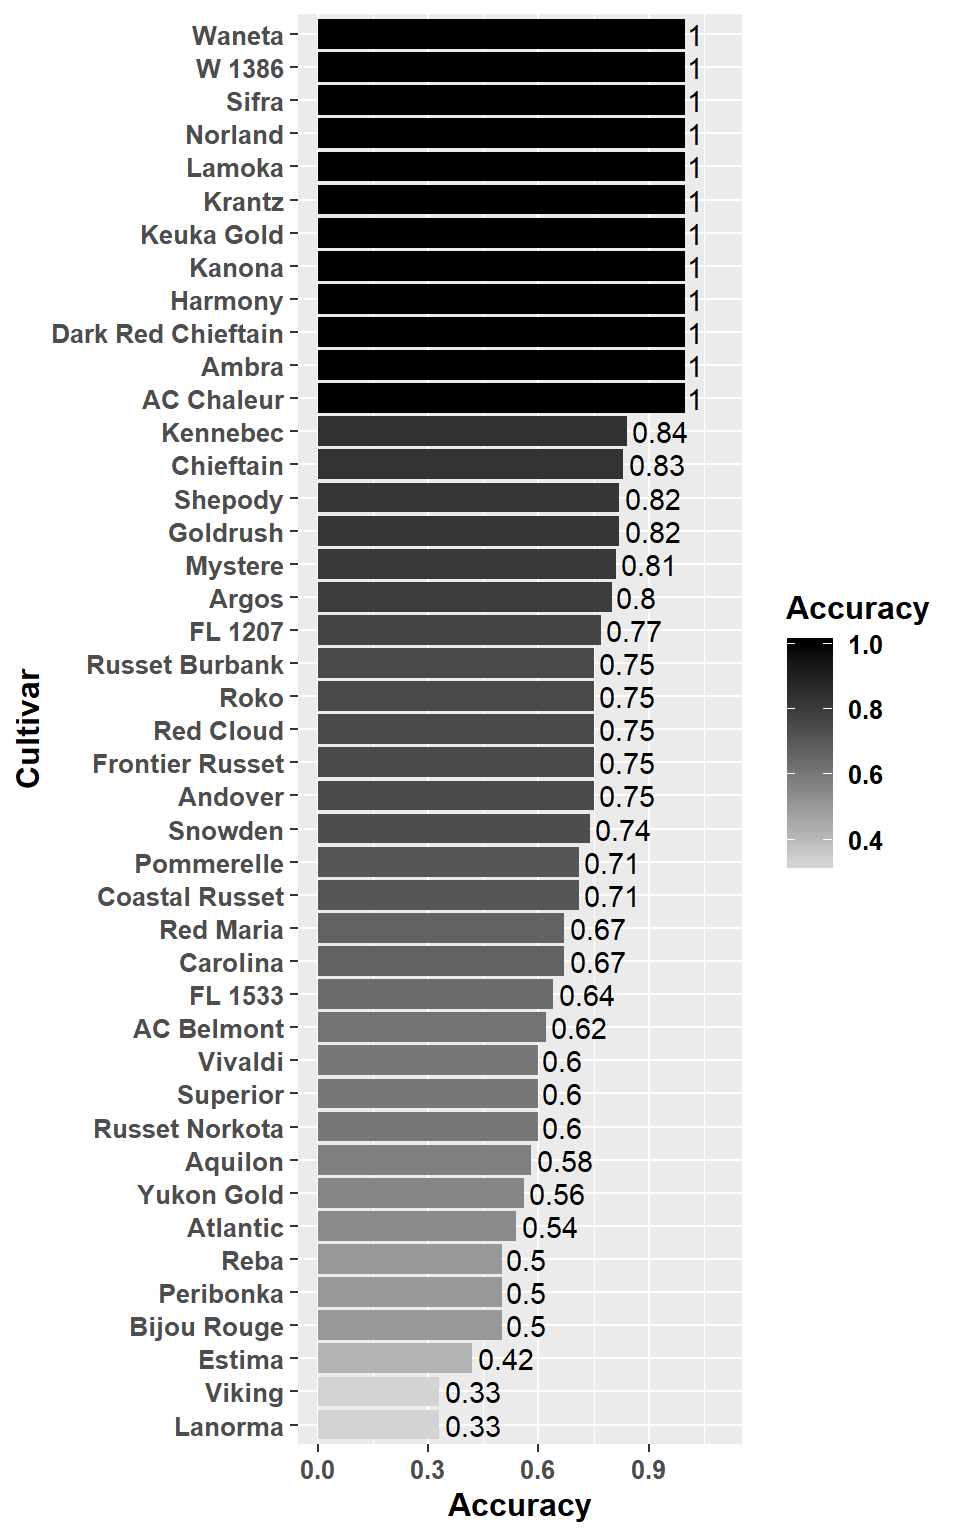 Waneta 1
W 1386 1
Sifra 1
Norland 1
Lamoka 1
Krantz 1
Keuka Gold 1
Kanona 1
Harmony 1
Dark Red Chieftain 1
Ambra 1
AC Chaleur 1
Kennebec 0.84
Chieftain 0.83
Shepody 0.82
Goldrush 0.82
Mystere 0.81
Argos 0.8
FL 1207 0.77
Russet Burbank 0.75
Roko 0.75
Red Cloud 0.75
Frontier Russet 0.75
Andover 0.75
Snowden 0.74
Pommerelle 0.71
Coastal Russet 0.71
Red Maria 0.67
Carolina 0.67
FL 1533 0.64
AC Belmont 0.62
Vivaldi 0.6
Superior 0.6
Russet Norkota 0.6
Aquilon 0.58
Yukon Gold 0.56
Atlantic 0.54
Reba 0.5
Peribonka 0.5
Bijou Rouge 0.5
Estima 0.42
Viking 0.33
Lanorma 0.33
0.0 0.3 0.6 0.9
Accuracy
Cultivar
Accuracy
1.0
0.8
0.6
0.4